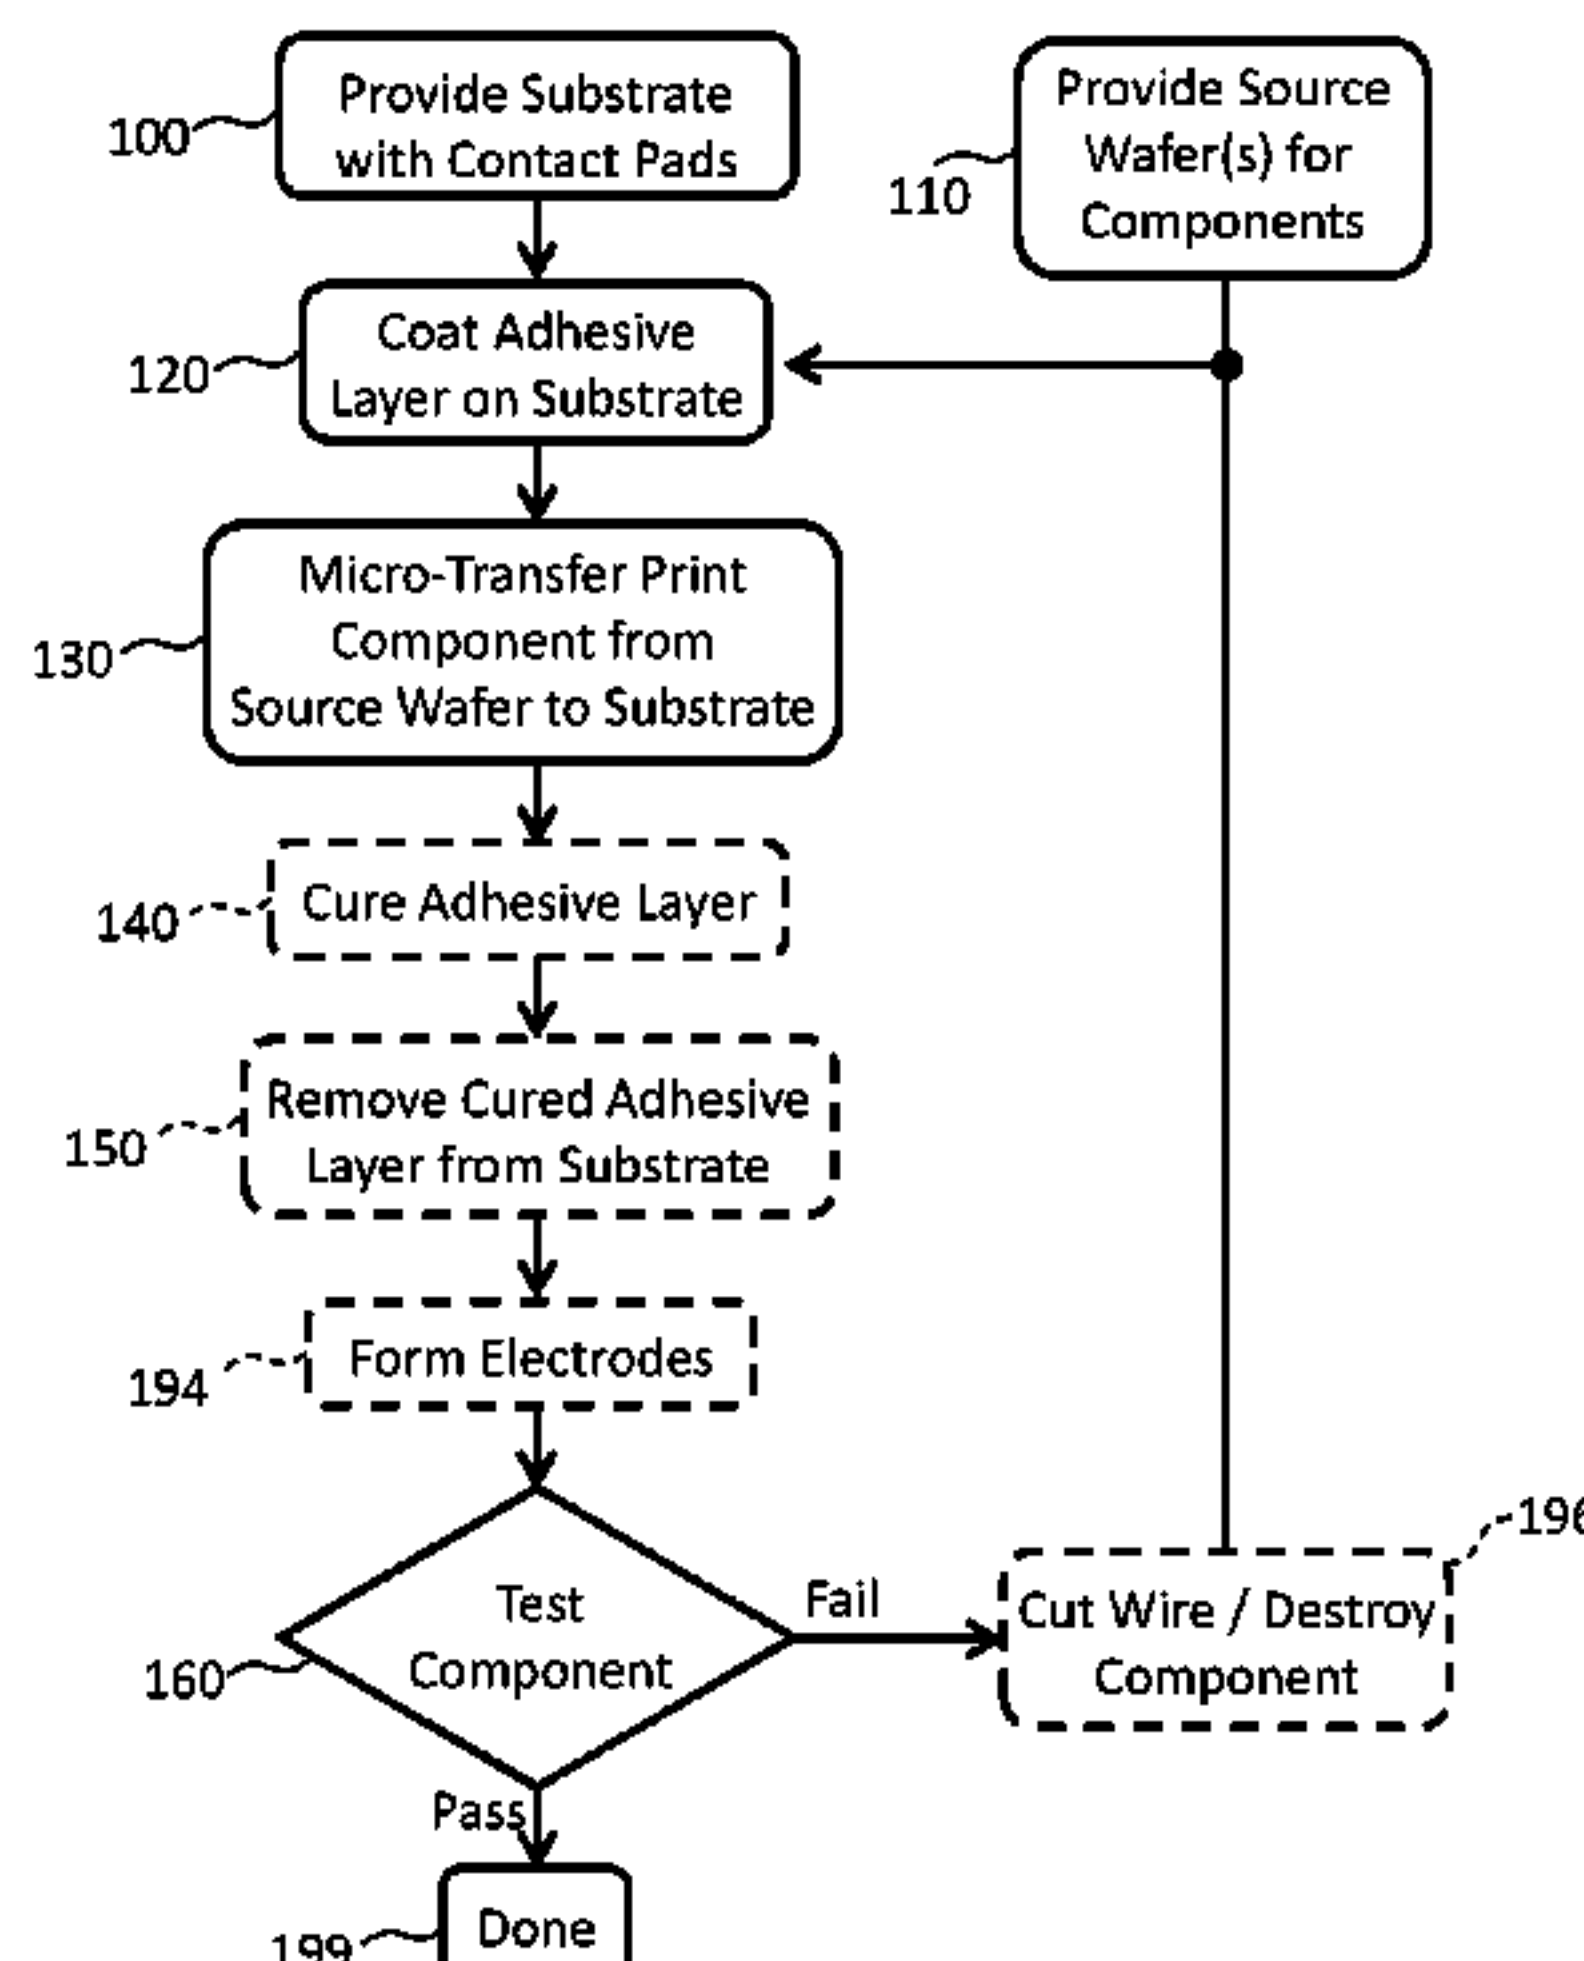 Provide Substrate
with Contact Pads
100
Provide Source
Wafer(s) for
Components
110
Coat Adhesive
Layer on Substrate
120
Micro-Transfer Print
Component from
Source Wafer to Substrate
130
Cure Adhesive Layer
140
Remove Cured Adhesive
Layer from Substrate
150
Form Electrodes
194
Test
Component
160
Fail
196
Cut Wire / Destroy
Component
Pass
Done
199